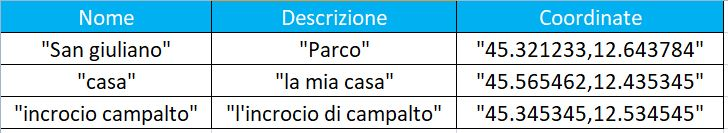 Nome Descrizione Coordinate
"San giuliano" "Parco" "45.321233,12.643784"
"casa" "la mia casa" "45.565462,12.435345"
"incrocio campalto" "l'incrocio di campalto" "45.345345,12.534545"